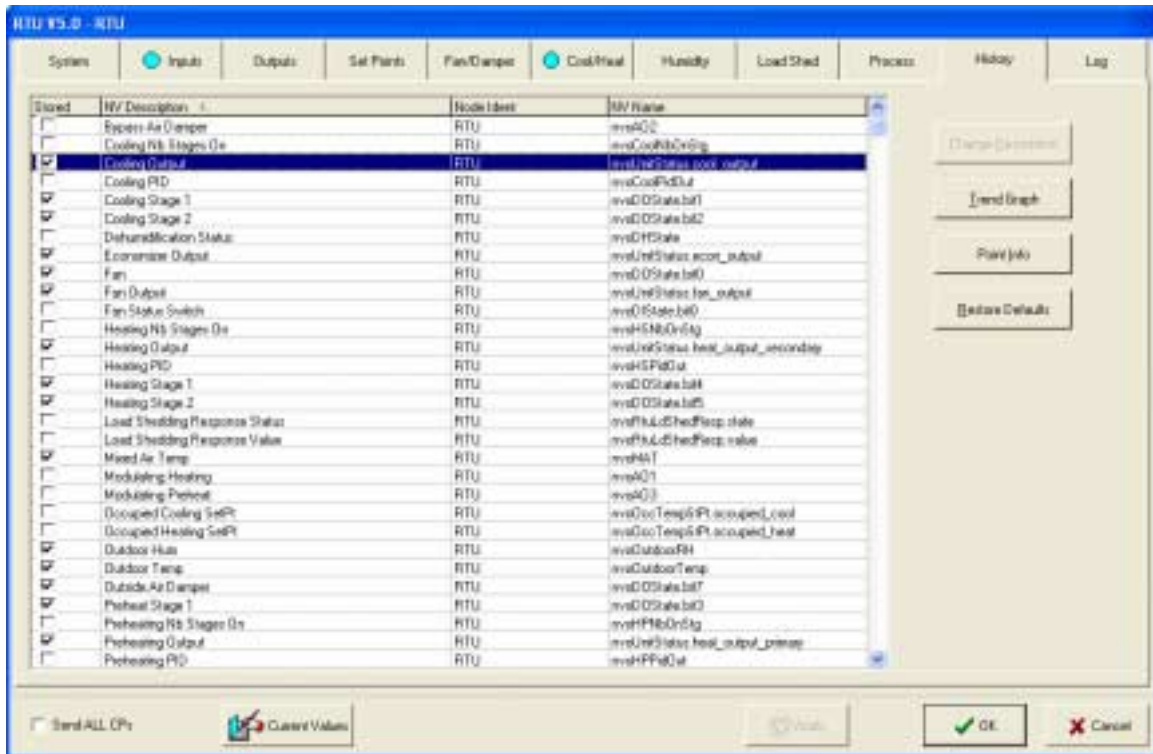 RTU V5.0 - RTU
System Inputs Outputs Set Points Fan/Damper Cool/Heat Humidity Load Shed Process History Log
Stored NV Description Node Ident NV Name
Bypass Air Damper RTU nvoAO2
Cooling Nb Stages On RTU nvoCoolNbOnStg
Cooling Output RTU nvoUnitStatus.cool_output
Cooling PID RTU nvoCoolPidOut
Cooling Stage 1 RTU nvoDOState.bit1
Cooling Stage 2 RTU nvoDOState.bit2
Dehumidification Status RTU nvoDHState
Economizer Output RTU nvoUnitStatus.econ_output
Fan RTU nvoDOState.bit0
Fan Output RTU nvoUnitStatus.fan_output
Fan Status Switch RTU nvoDIState.bit0
Heating Nb Stages On RTU nvoHSNbOnStg
Heating Output RTU nvoUnitStatus.heat_output_secondary
Heating PID RTU nvoHSPidOut
Heating Stage 1 RTU nvoDOState.bit4
Heating Stage 2 RTU nvoDOState.bit5
Load Shedding Response Status RTU nvoRtuLdShedResp.state
Load Shedding Response Value RTU nvoRtuLdShedResp.value
Mixed Air Temp RTU nvoMAT
Modulating Heating RTU nvoAO1
Modulating Preheat RTU nvoAO3
Occupied Cooling SetPt RTU nvoOccTempStPt.occupied_cool
Occupied Heating SetPt RTU nvoOccTempStPt.occupied_heat
Outdoor Hum RTU nvoOutdoorRH
Outdoor Temp RTU nvoOutdoorTemp
Outside Air Damper RTU nvoDOState.bit7
Preheat Stage 1 RTU nvoDOState.bit3
Preheating Nb Stages On RTU nvoHPNbOnStg
Preheating Output RTU nvoUnitStatus.heat_output_primary
Preheating PID RTU nvoHPPidOut
Change Description
Trend Graph
Point Info
Restore Defaults
Send ALL CPs Current Values Apply OK Cancel